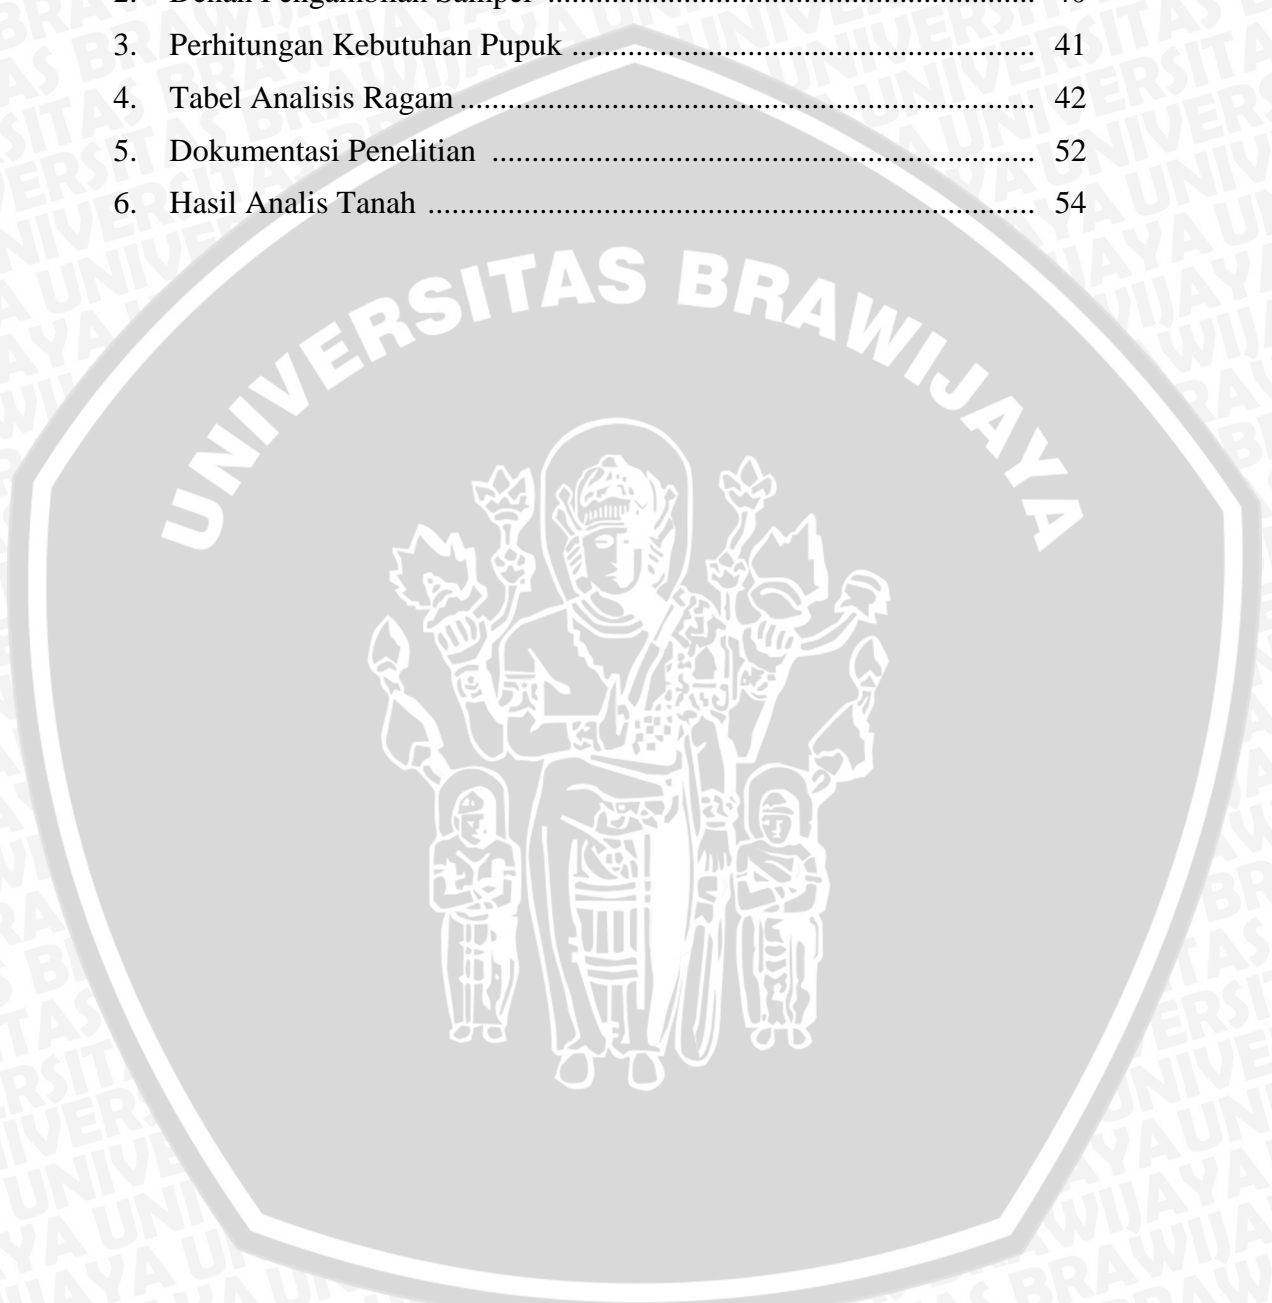 3. Perhitungan Kebutuhan Pupuk .......................................................... 41
4. Tabel Analisis Ragam ........................................................................ 42
5. Dokumentasi Penelitian .................................................................... 52
6. Hasil Analis Tanah ............................................................................ 54
UNIVERSITAS BRAWIJAYA